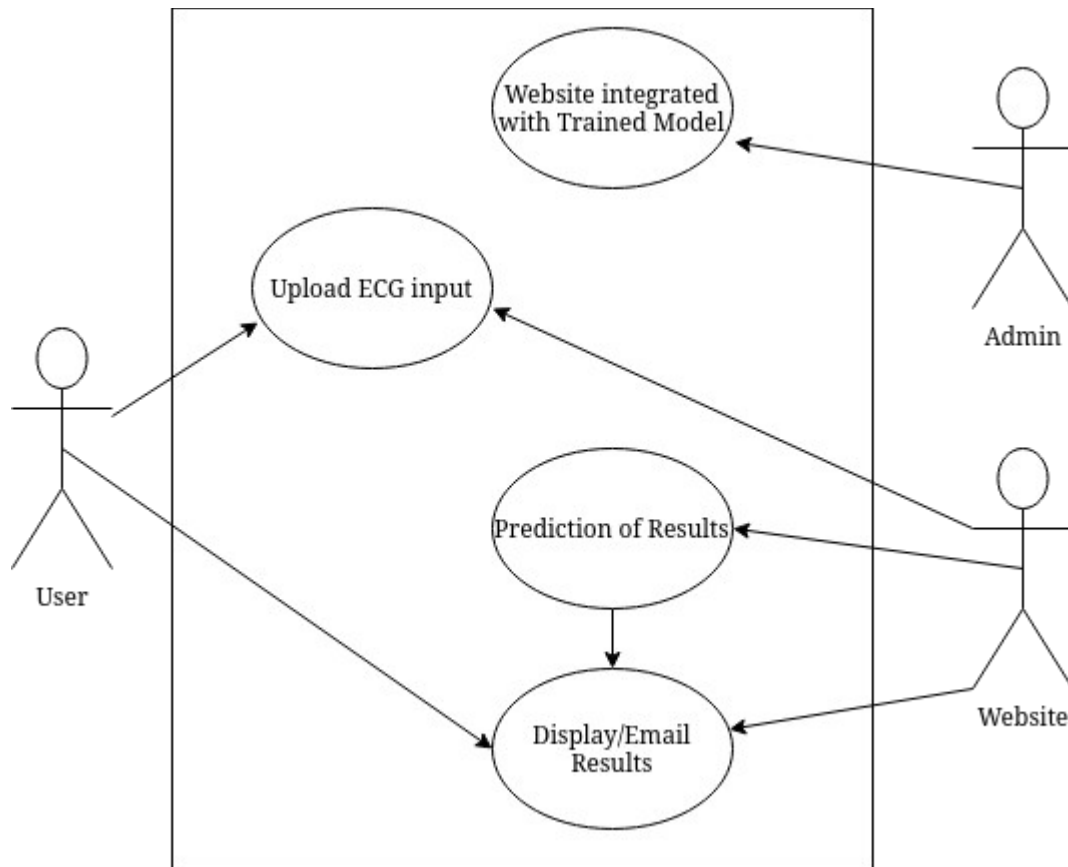 Website integrated
with Trained Model
Upload ECG input
Admin
Prediction of Results
User
Display/Email
Results
Website